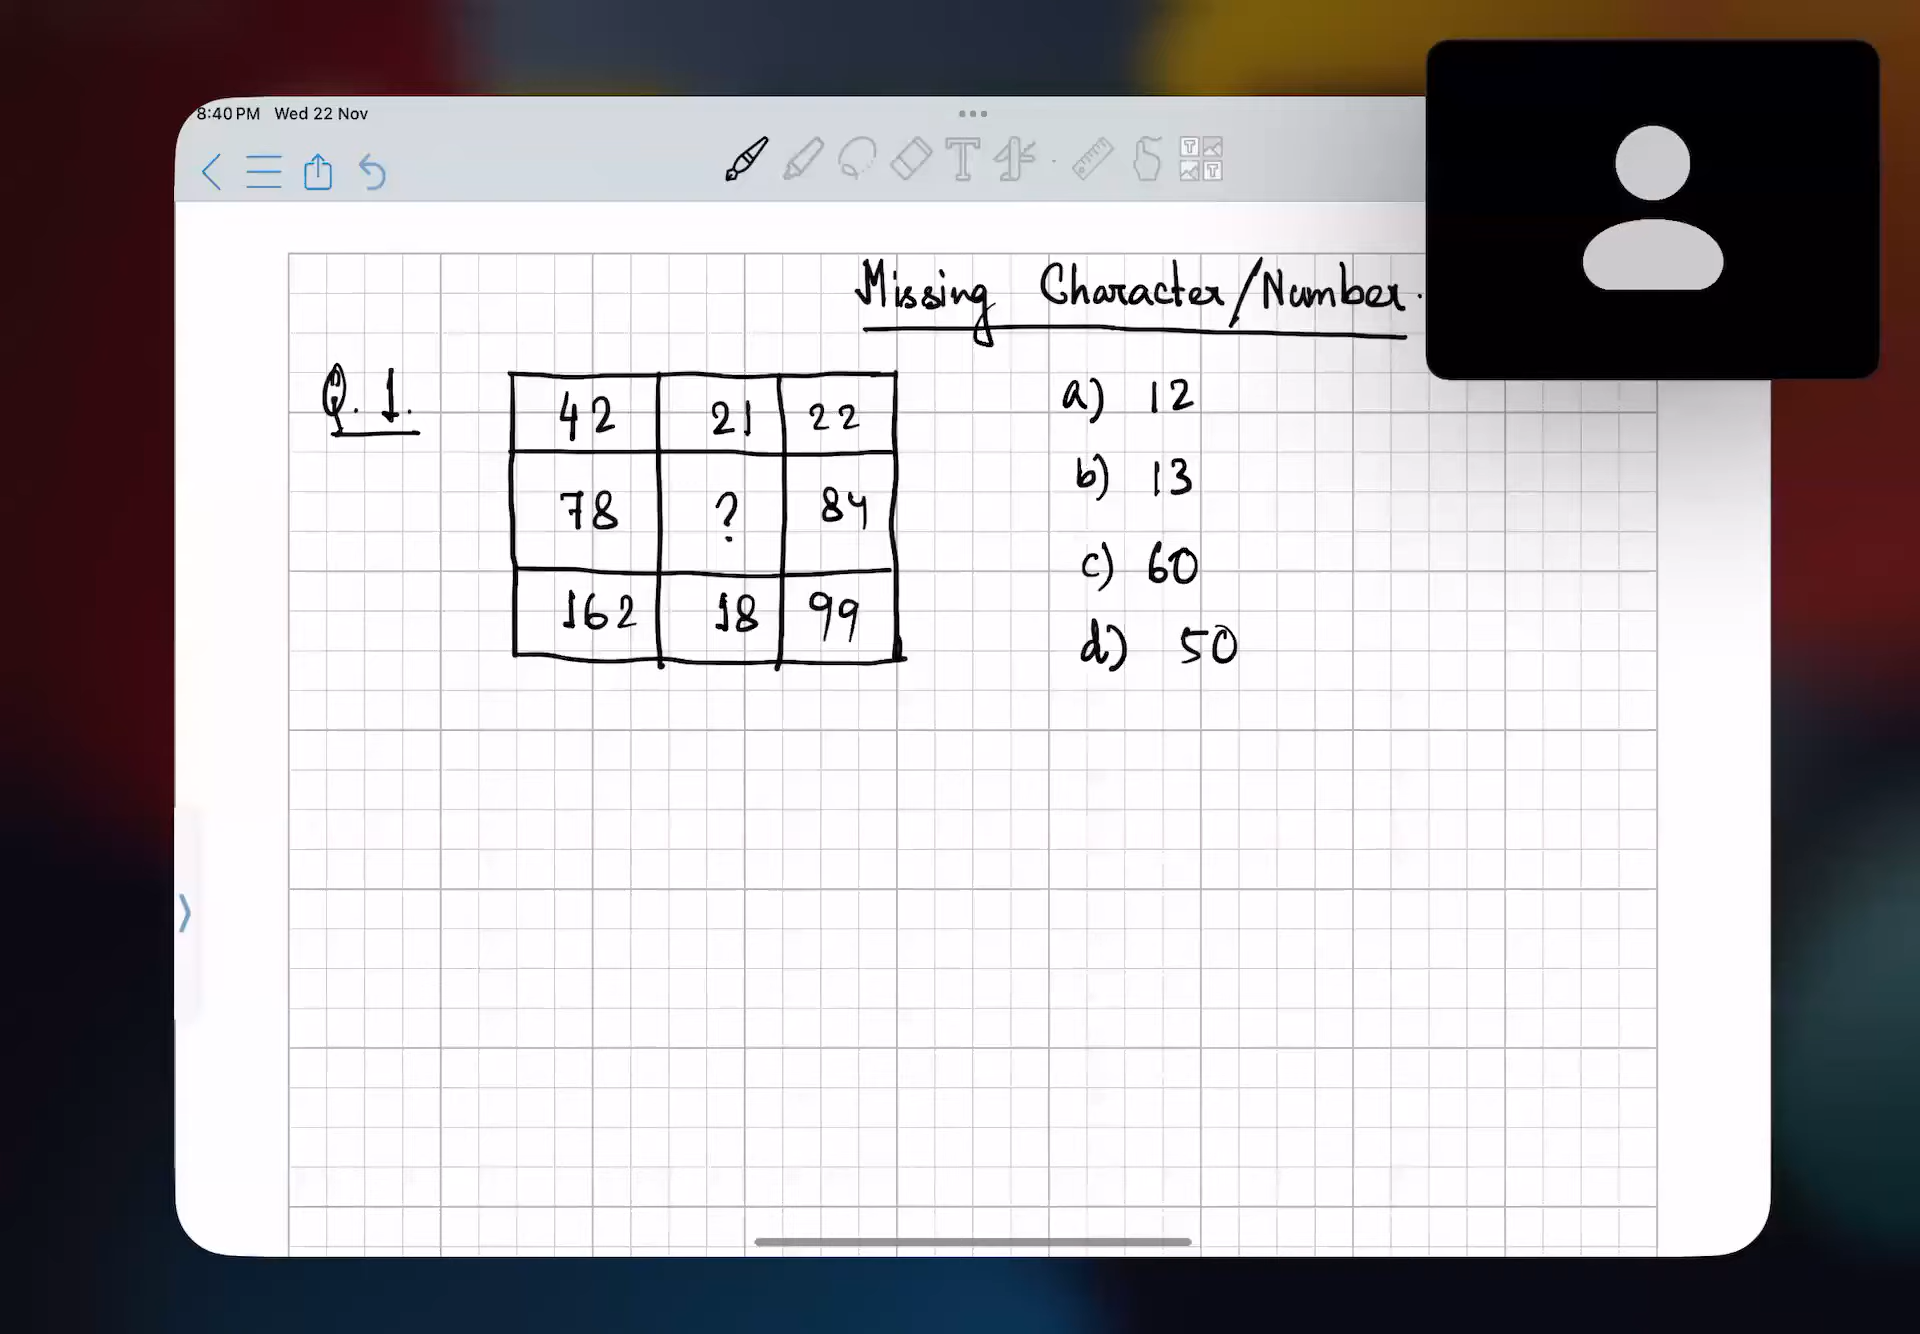 8:40 PM Wed 22 Nov
Missing Character/Number.
Q. 1.
42 21 22
78 ? 84
162 18 99
a) 12
b) 13
c) 60
d) 50